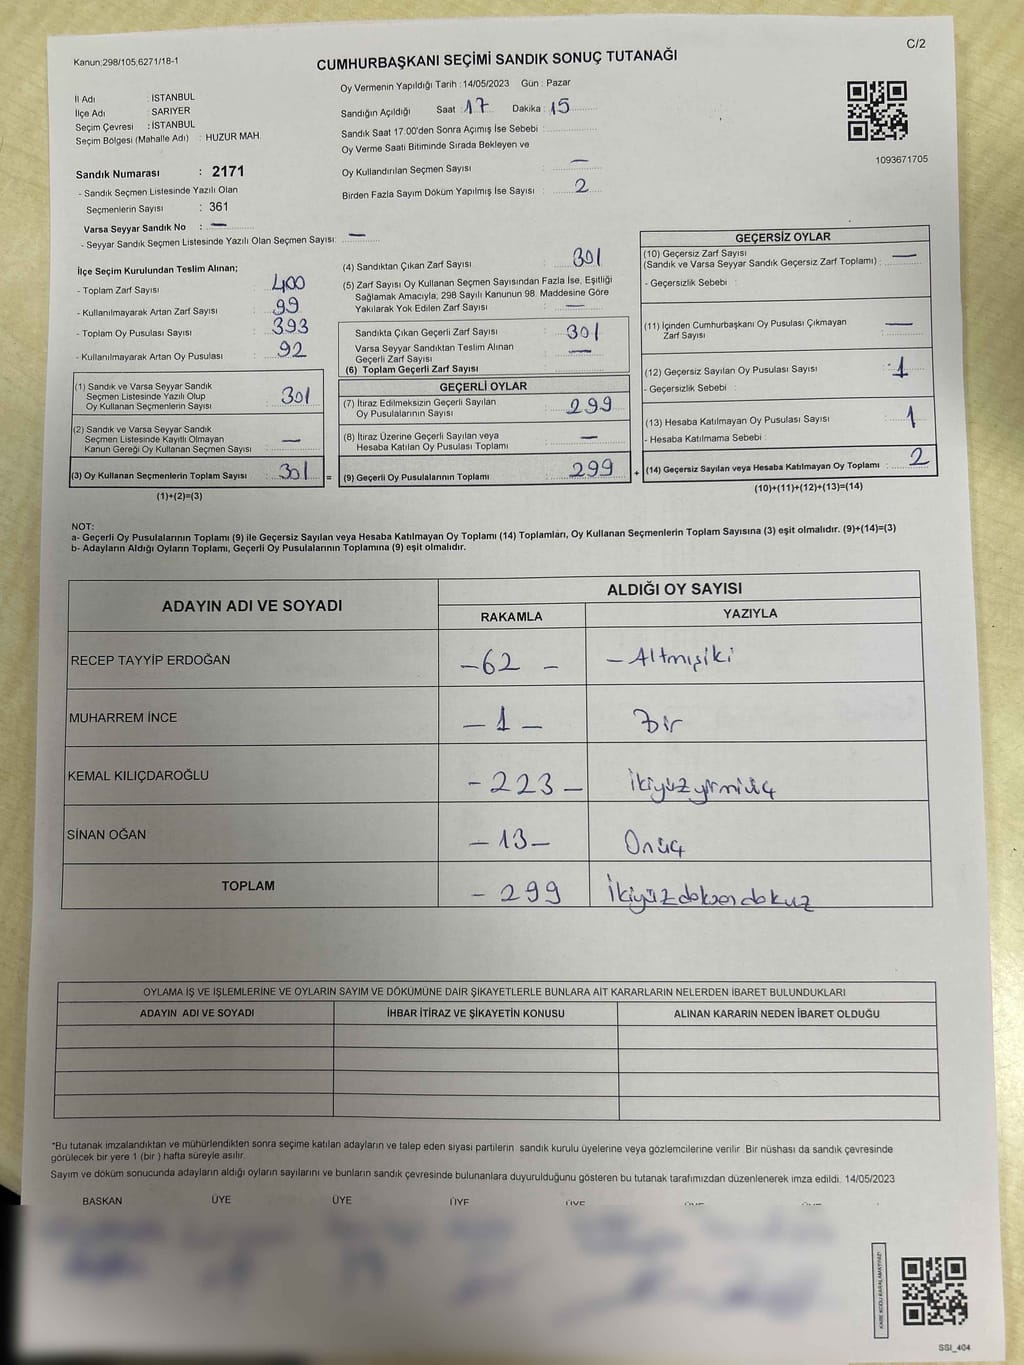 C/2
Kanun;298/105;6271/18-1
CUMHURBAŞKANI SEÇİMİ SANDIK SONUÇ TUTANAĞI
Oy Vermenin Yapıldığı Tarih : 14/05/2023 Gün : Pazar
İl Adı : İSTANBUL
İlçe Adı : SARIYER
Seçim Çevresi : İSTANBUL
Seçim Bölgesi (Mahalle Adı) : HUZUR MAH.
Sandığın Açıldığı Saat : 17 Dakika : 15
Sandık Saat 17:00'den Sonra Açımış İse Sebebi :
Oy Verme Saati Bitiminde Sırada Bekleyen ve
Oy Kullandırılan Seçmen Sayısı : —
Birden Fazla Sayım Döküm Yapılmış İse Sayısı : 2
1093671705
Sandık Numarası : 2171
- Sandık Seçmen Listesinde Yazılı Olan
Seçmenlerin Sayısı : 361
Varsa Seyyar Sandık No : —
- Seyyar Sandık Seçmen Listesinde Yazılı Olan Seçmen Sayısı: —
İlçe Seçim Kurulundan Teslim Alınan;
- Toplam Zarf Sayısı : 400
- Kullanılmayarak Artan Zarf Sayısı : 99
- Toplam Oy Pusulası Sayısı : 393
- Kullanılmayarak Artan Oy Pusulası : 92
(1) Sandık ve Varsa Seyyar Sandık
Seçmen Listesinde Yazılı Olup
Oy Kullanan Seçmenlerin Sayısı : 301
(2) Sandık ve Varsa Seyyar Sandık
Seçmen Listesinde Kayıtlı Olmayan
Kanun Gereği Oy Kullanan Seçmen Sayısı : —
(3) Oy Kullanan Seçmenlerin Toplam Sayısı : 301 =
(1)+(2)=(3)
(4) Sandıktan Çıkan Zarf Sayısı : 301
(5) Zarf Sayısı Oy Kullanan Seçmen Sayısından Fazla İse, Eşitliği
Sağlamak Amacıyla, 298 Sayılı Kanunun 98. Maddesine Göre
Yakılarak Yok Edilen Zarf Sayısı : —
Sandıkta Çıkan Geçerli Zarf Sayısı : 301
Varsa Seyyar Sandıktan Teslim Alınan
Geçerli Zarf Sayısı : —
(6) Toplam Geçerli Zarf Sayısı :
GEÇERLİ OYLAR
(7) İtiraz Edilmeksizin Geçerli Sayılan
Oy Pusulalarının Sayısı : 299
(8) İtiraz Üzerine Geçerli Sayılan veya
Hesaba Katılan Oy Pusulası Toplamı : —
(9) Geçerli Oy Pusulalarının Toplamı : 299 +
GEÇERSİZ OYLAR
(10) Geçersiz Zarf Sayısı
(Sandık ve Varsa Seyyar Sandık Geçersiz Zarf Toplamı) : —
- Geçersizlik Sebebi :
(11) İçinden Cumhurbaşkanı Oy Pusulası Çıkmayan
Zarf Sayısı : —
(12) Geçersiz Sayılan Oy Pusulası Sayısı : 1
- Geçersizlik Sebebi :
(13) Hesaba Katılmayan Oy Pusulası Sayısı : 1
- Hesaba Katılmama Sebebi :
(14) Geçersiz Sayılan veya Hesaba Katılmayan Oy Toplamı : 2
(10)+(11)+(12)+(13)=(14)
NOT:
a- Geçerli Oy Pusulalarının Toplamı (9) ile Geçersiz Sayılan veya Hesaba Katılmayan Oy Toplamı (14) Toplamları, Oy Kullanan Seçmenlerin Toplam Sayısına (3) eşit olmalıdır. (9)+(14)=(3)
b- Adayların Aldığı Oyların Toplamı, Geçerli Oy Pusulalarının Toplamına (9) eşit olmalıdır.
ADAYIN ADI VE SOYADI ALDIĞI OY SAYISI
RAKAMLA YAZIYLA
RECEP TAYYİP ERDOĞAN —62— —Altmışiki
MUHARREM İNCE —1— Bir
KEMAL KILIÇDAROĞLU —223— İkiyüzyirmiüç
SİNAN OĞAN —13— Onüç
TOPLAM —299 İkiyüzdoksandokuz
OYLAMA İŞ VE İŞLEMLERİNE VE OYLARIN SAYIM VE DÖKÜMÜNE DAİR ŞİKAYETLERLE BUNLARA AİT KARARLARIN NELERDEN İBARET BULUNDUKLARI
ADAYIN ADI VE SOYADI İHBAR İTİRAZ VE ŞİKAYETİN KONUSU ALINAN KARARIN NEDEN İBARET OLDUĞU
*Bu tutanak imzalandıktan ve mühürlendikten sonra seçime katılan adayların ve talep eden siyasi partilerin sandık kurulu üyelerine veya gözlemcilerine verilir. Bir nüshası da sandık çevresinde
görülecek bir yere 1 (bir ) hafta süreyle asılır.
Sayım ve döküm sonucunda adayların aldığı oyların sayılarını ve bunların sandık çevresinde bulunanlara duyurulduğunu gösteren bu tutanak tarafımızdan düzenlenerek imza edildi. 14/05/2023
BAŞKAN ÜYE ÜYE ÜYE ÜYE
KARE KODU KARALAMAYINIZ!
SSI_404